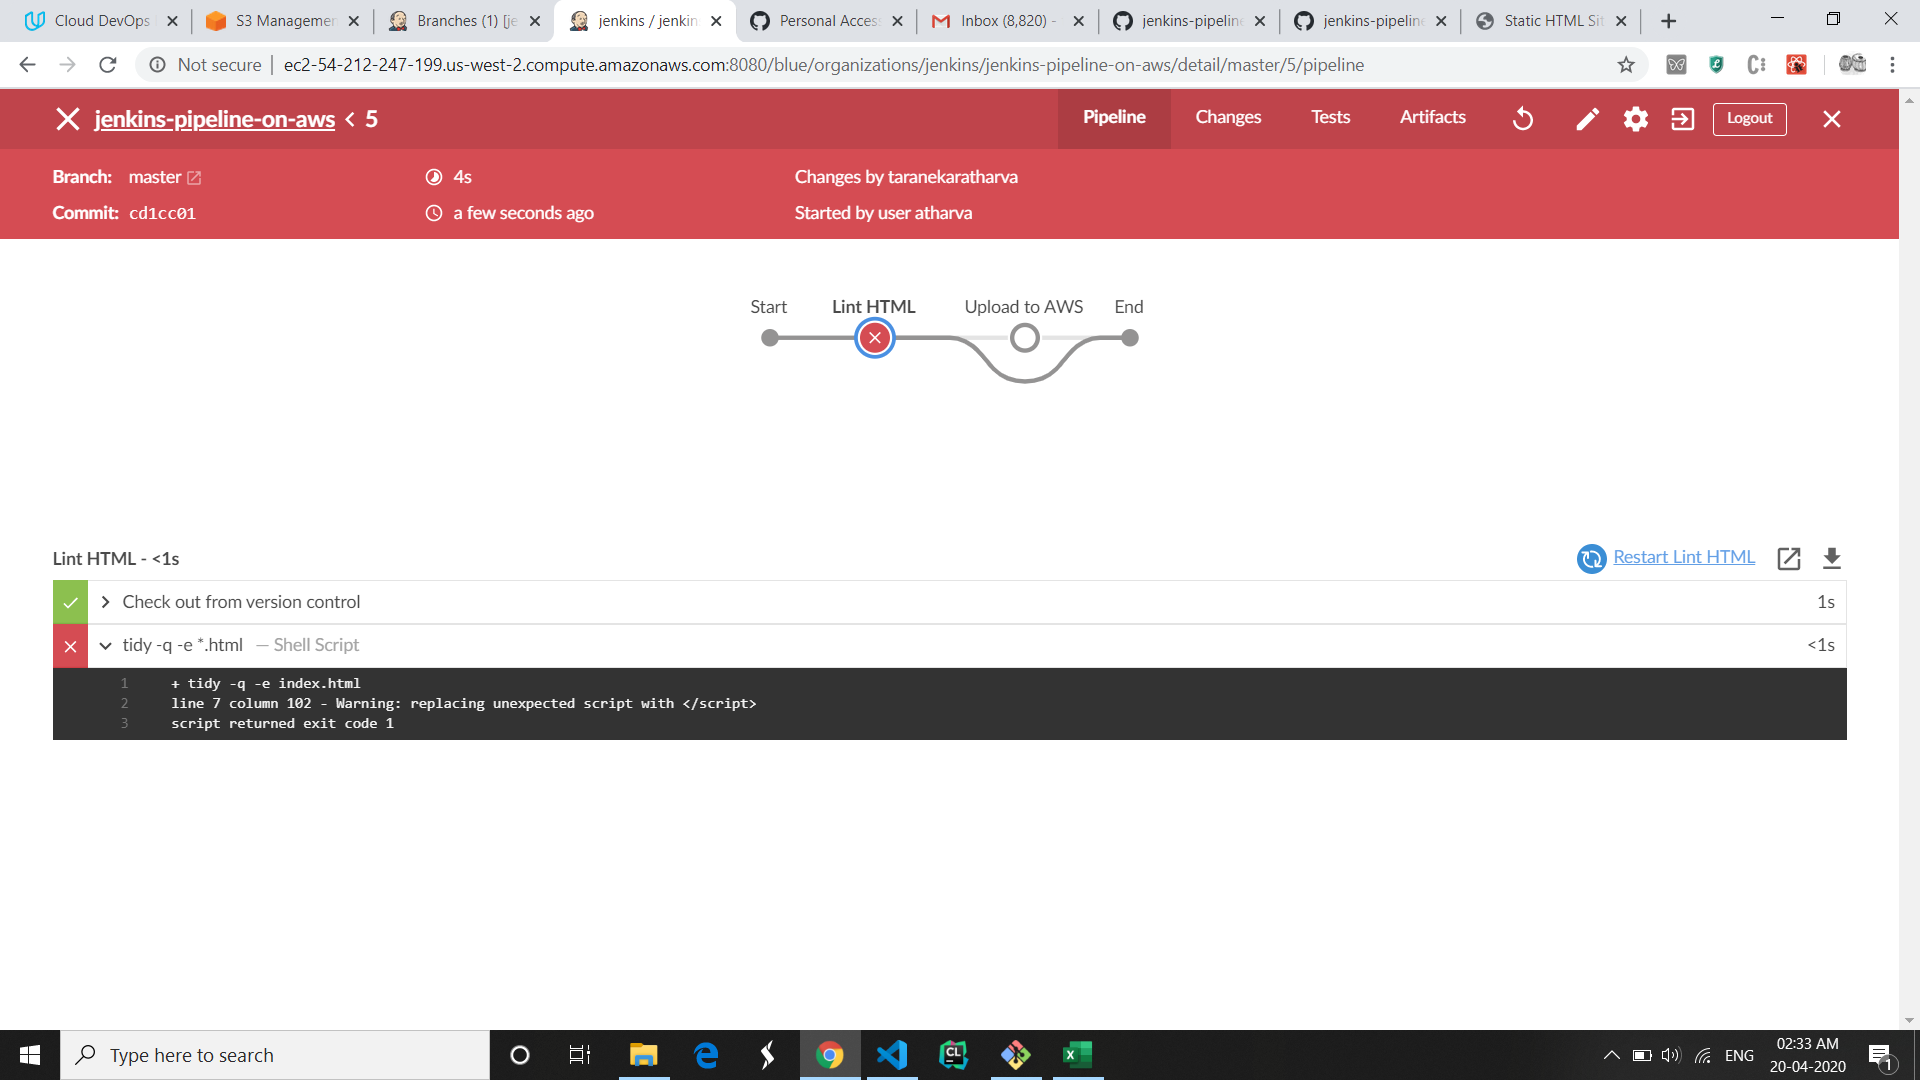 Cloud DevOps
S3 Managemen
Branches (1) [je
jenkins / jenkin
Personal Acces
Inbox (8,820) -
jenkins-pipeline
jenkins-pipeline
Static HTML Sit
Not secure | ec2-54-212-247-199.us-west-2.compute.amazonaws.com:8080/blue/organizations/jenkins/jenkins-pipeline-on-aws/detail/master/5/pipeline
jenkins-pipeline-on-aws < 5
Pipeline
Changes
Tests
Artifacts
Logout
Branch: master
4s
Changes by taranekaratharva
Commit: cd1cc01
a few seconds ago
Started by user atharva
Start
Lint HTML
Upload to AWS
End
Lint HTML - <1s
Restart Lint HTML
Check out from version control
1s
tidy -q -e *.html — Shell Script
<1s
1 + tidy -q -e index.html
2 line 7 column 102 - Warning: replacing unexpected script with </script>
3 script returned exit code 1
Type here to search
CL
ENG
02:33 AM
20-04-2020
1